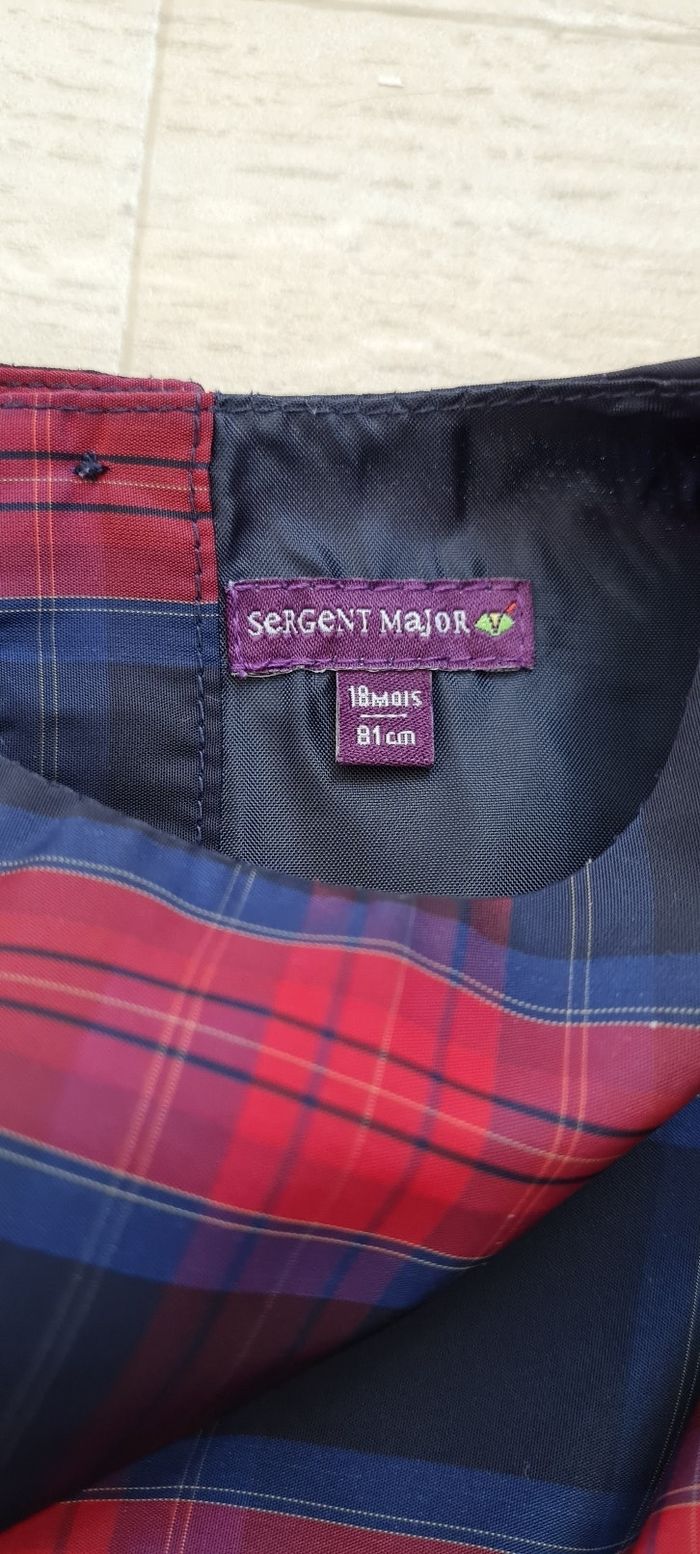 SeRGeNT MaJoR
18MOIS
81cm